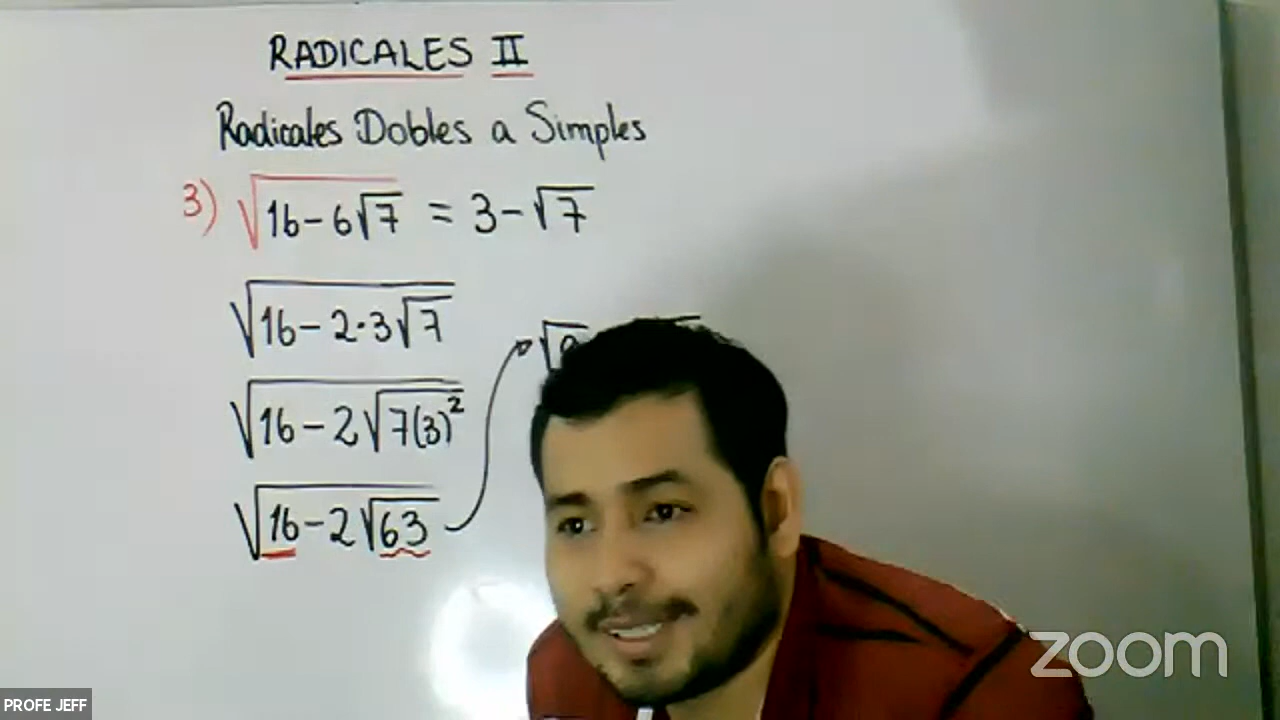 RADICALES II
Radicales Dobles a Simples
3) √(16-6√7) = 3-√7
√(16-2·3√7)
√(16-2√(7(3)²))
√(16-2√63)
zoom
PROFE JEFF